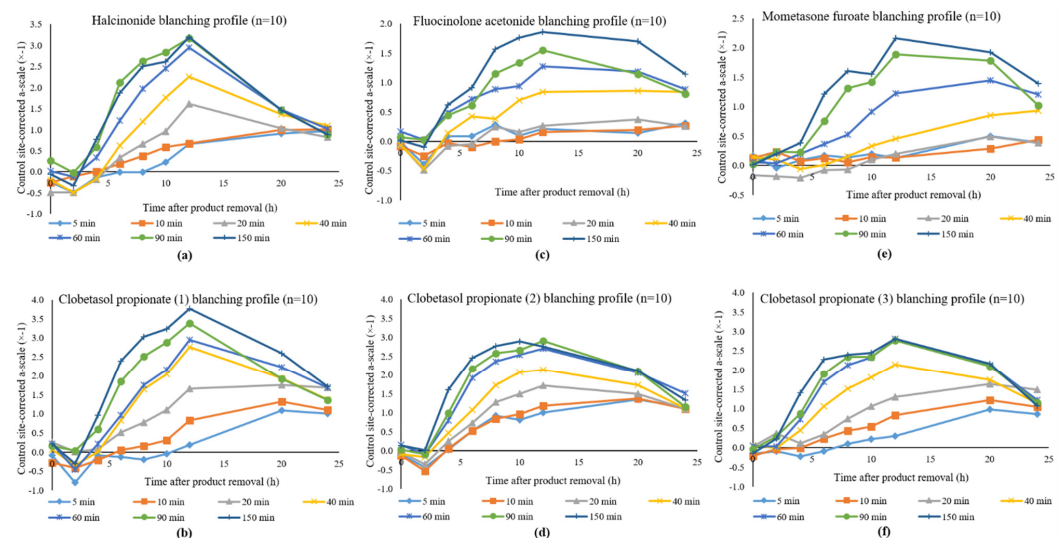 Halcinonide blanching profile (n=10)
Control site-corrected a-scale (×-1)
3.5
3.0
2.5
2.0
1.5
1.0
0.5
0.0
-0.5
-1.0
0
5
10
15
20
25
Time after product removal (h)
5 min
10 min
20 min
40 min
60 min
90 min
150 min
(a)
Fluocinolone acetonide blanching profile (n=10)
Control site-corrected a-scale (×-1)
2.0
1.5
1.0
0.5
0.0
-0.5
-1.0
0
5
10
15
20
25
Time after product removal (h)
5 min
10 min
20 min
40 min
60 min
90 min
150 min
(c)
Mometasone furoate blanching profile (n=10)
Control site-corrected a-scale (×-1)
2.5
2.0
1.5
1.0
0.5
0.0
-0.5
0
5
10
15
20
25
Time after product removal (h)
5 min
10 min
20 min
40 min
60 min
90 min
150 min
(e)
Clobetasol propionate (1) blanching profile (n=10)
Control site-corrected a-scale (×-1)
4.0
3.5
3.0
2.5
2.0
1.5
1.0
0.5
0.0
-0.5
-1.0
0
5
10
15
20
25
Time after product removal (h)
5 min
10 min
20 min
40 min
60 min
90 min
150 min
(b)
Clobetasol propionate (2) blanching profile (n=10)
Control site-corrected a-scale (×-1)
4.0
3.5
3.0
2.5
2.0
1.5
1.0
0.5
0.0
-0.5
-1.0
0
5
10
15
20
25
Time after product removal (h)
5 min
10 min
20 min
40 min
60 min
90 min
150 min
(d)
Clobetasol propionate (3) blanching profile (n=10)
Control site-corrected a-scale (×-1)
4.0
3.5
3.0
2.5
2.0
1.5
1.0
0.5
0.0
-0.5
-1.0
0
5
10
15
20
25
Time after product removal (h)
5 min
10 min
20 min
40 min
60 min
90 min
150 min
(f)